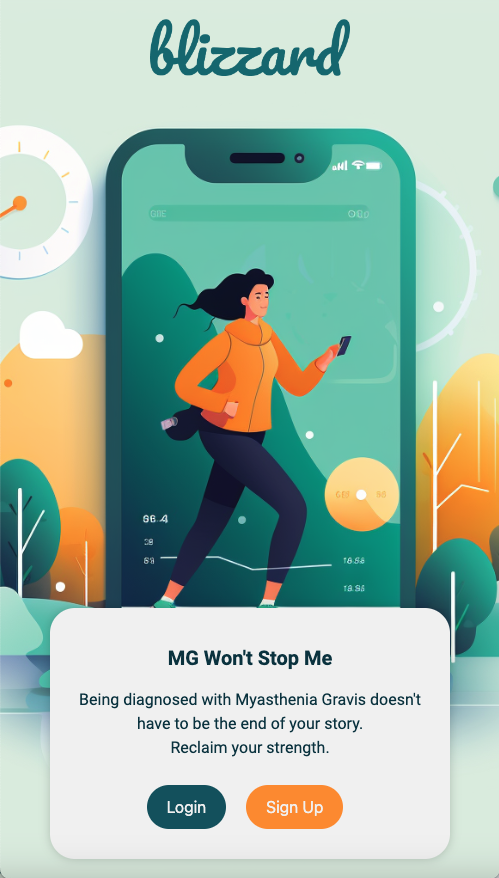 blizzard
MG Won't Stop Me
Being diagnosed with Myasthenia Gravis doesn't
have to be the end of your story.
Reclaim your strength.
Login
Sign Up